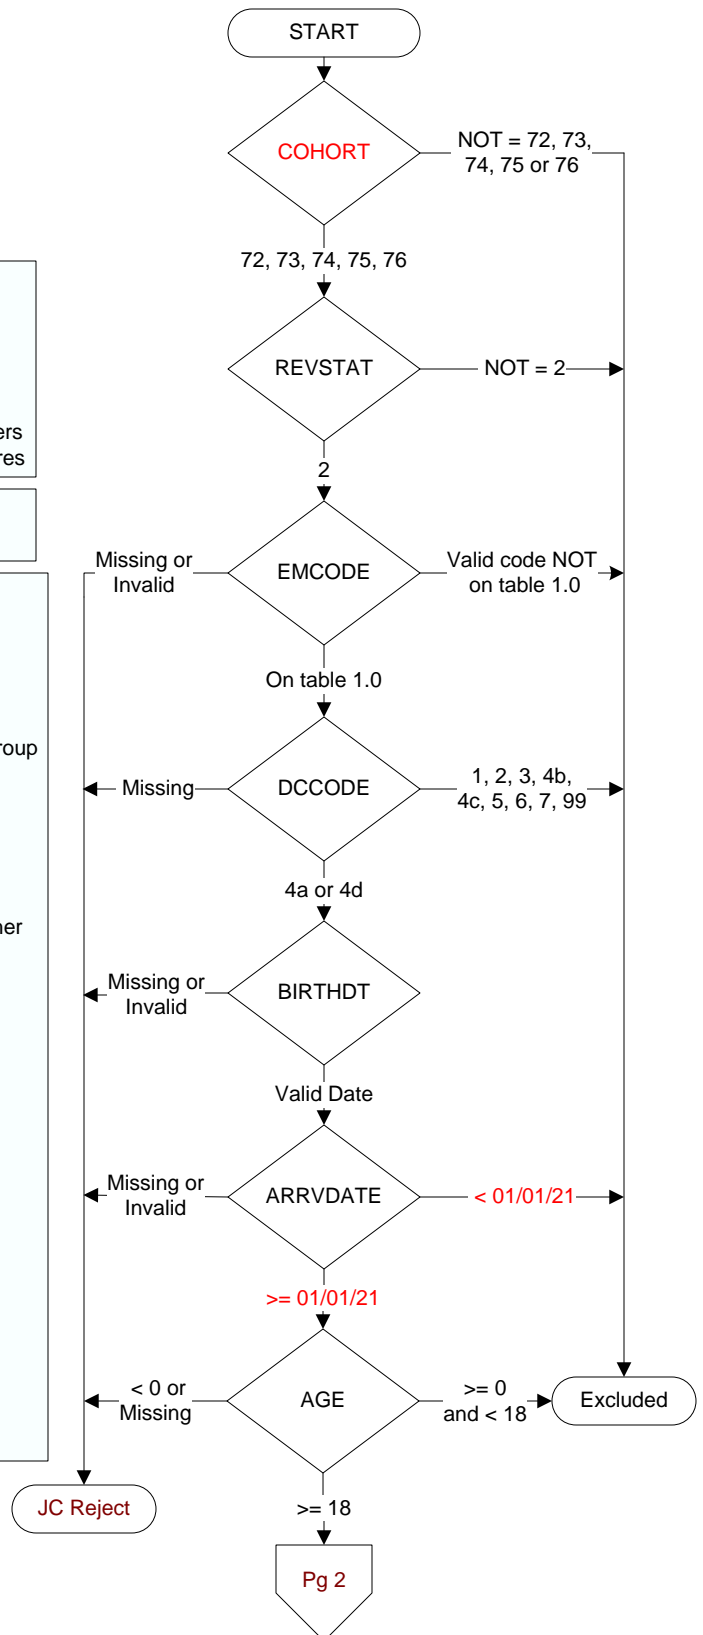 START
COHORT
NOT = 72, 73,
74, 75 or 76
72, 73, 74, 75, 76
REVSTAT
NOT = 2
2
ers
res
Missing or
Invalid
EMCODE
Valid code NOT
on table 1.0
On table 1.0
roup
Missing
DCCODE
1, 2, 3, 4b,
4c, 5, 6, 7, 99
4a or 4d
ner
Missing or
Invalid
BIRTHDT
Valid Date
Missing or
Invalid
ARRVDATE
< 01/01/21
>= 01/01/21
< 0 or
Missing
AGE
>= 0
and < 18
Excluded
JC Reject
>= 18
Pg 2